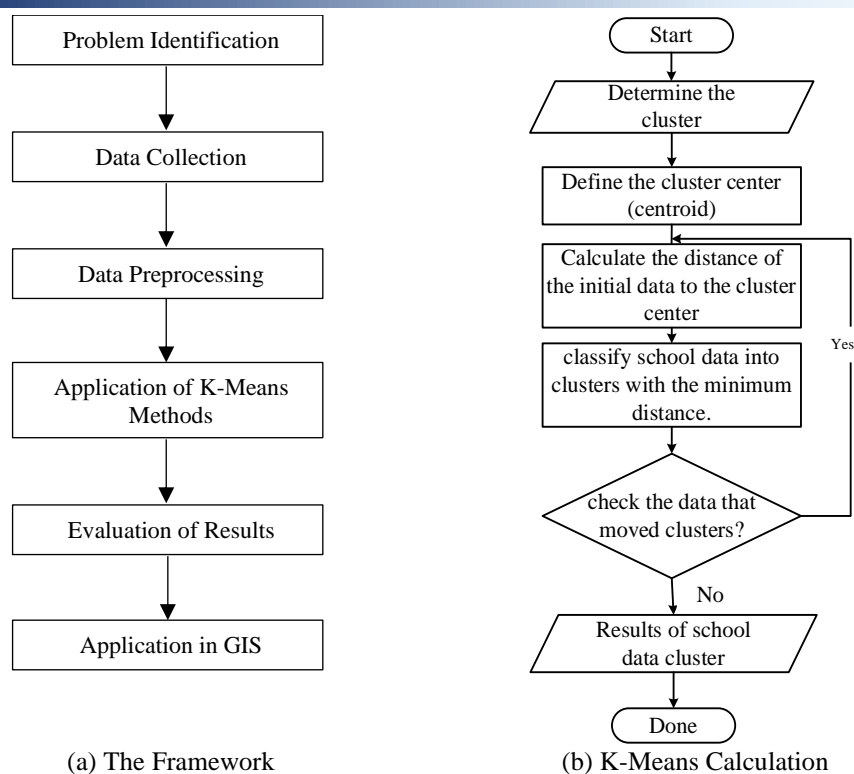 Problem Identification
Data Collection
Data Preprocessing
Application of K-Means
Methods
Evaluation of Results
Application in GIS
(a) The Framework
Start
Determine the
cluster
Define the cluster center
(centroid)
Calculate the distance of
the initial data to the cluster
center
Yes
classify school data into
clusters with the minimum
distance.
check the data that
moved clusters?
No
Results of school
data cluster
Done
(b) K-Means Calculation